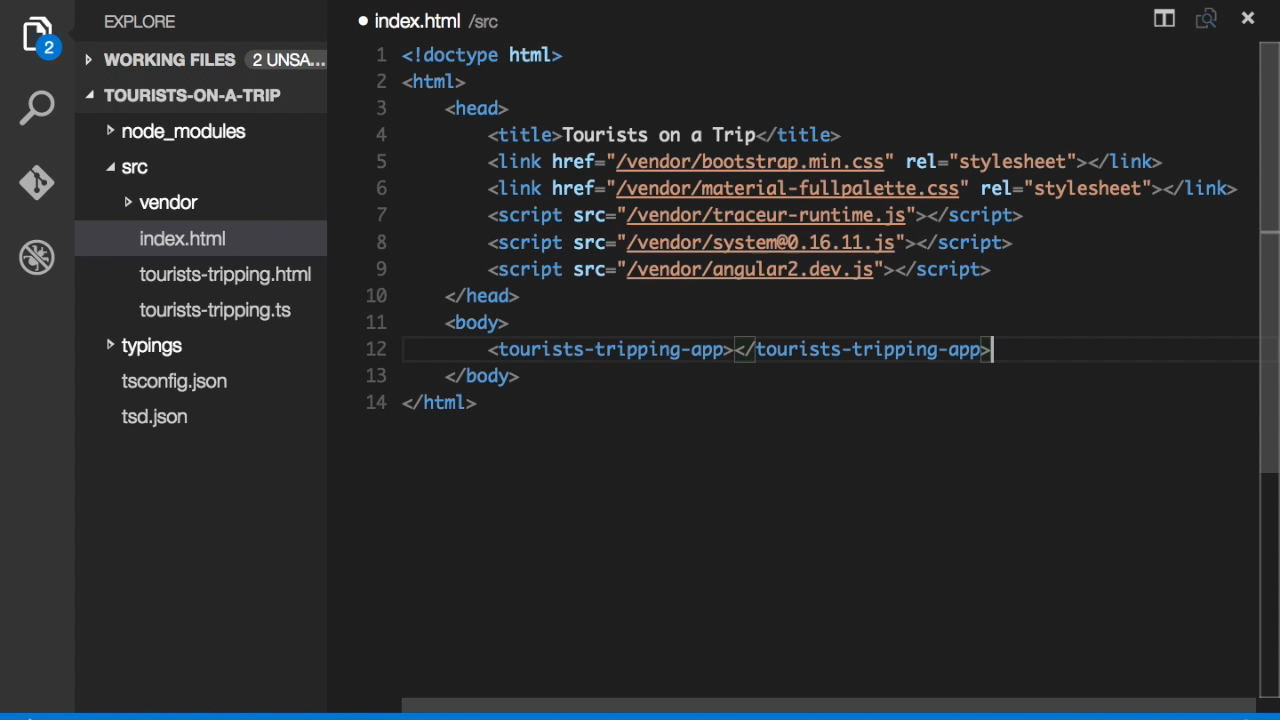 2
EXPLORE
WORKING FILES 2 UNSA...
TOURISTS-ON-A-TRIP
node_modules
src
vendor
index.html
tourists-tripping.html
tourists-tripping.ts
typings
tsconfig.json
tsd.json
index.html /src
1 <!doctype html>
2 <html>
3 <head>
4 <title>Tourists on a Trip</title>
5 <link href="/vendor/bootstrap.min.css" rel="stylesheet"></link>
6 <link href="/vendor/material-fullpalette.css" rel="stylesheet"></link>
7 <script src="/vendor/traceur-runtime.js"></script>
8 <script src="/vendor/system@0.16.11.js"></script>
9 <script src="/vendor/angular2.dev.js"></script>
10 </head>
11 <body>
12 <tourists-tripping-app></tourists-tripping-app>
13 </body>
14 </html>